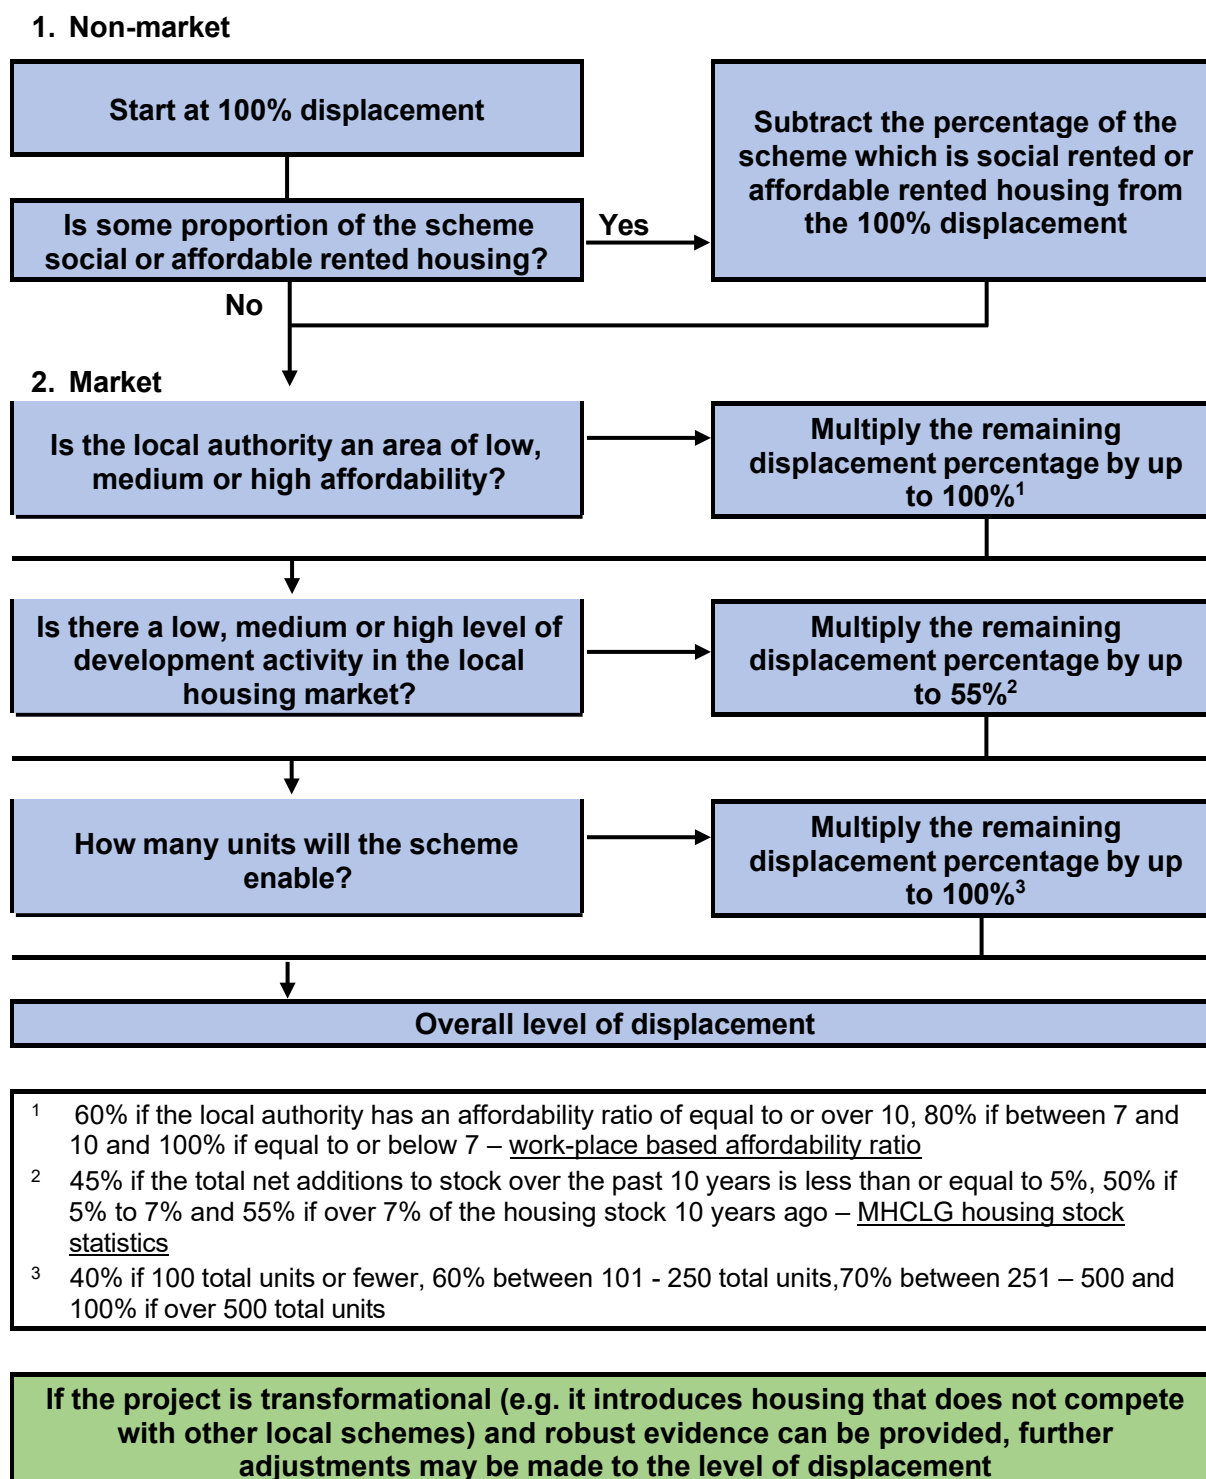 1. Non-market
Start at 100% displacement
Subtract the percentage of the
scheme which is social rented or
affordable rented housing from
the 100% displacement
Is some proportion of the scheme
social or affordable rented housing?
Yes
No
2. Market
Is the local authority an area of low,
medium or high affordability?
Multiply the remaining
displacement percentage by up
to 100%1
Is there a low, medium or high level of
development activity in the local
housing market?
Multiply the remaining
displacement percentage by up
to 55%2
How many units will the scheme
enable?
Multiply the remaining
displacement percentage by up
to 100%3
Overall level of displacement
1 60% if the local authority has an affordability ratio of equal to or over 10, 80% if between 7 and
10 and 100% if equal to or below 7 – work-place based affordability ratio
2 45% if the total net additions to stock over the past 10 years is less than or equal to 5%, 50% if
5% to 7% and 55% if over 7% of the housing stock 10 years ago – MHCLG housing stock
statistics
3 40% if 100 total units or fewer, 60% between 101 - 250 total units,70% between 251 – 500 and
100% if over 500 total units
If the project is transformational (e.g. it introduces housing that does not compete
with other local schemes) and robust evidence can be provided, further
adjustments may be made to the level of displacement